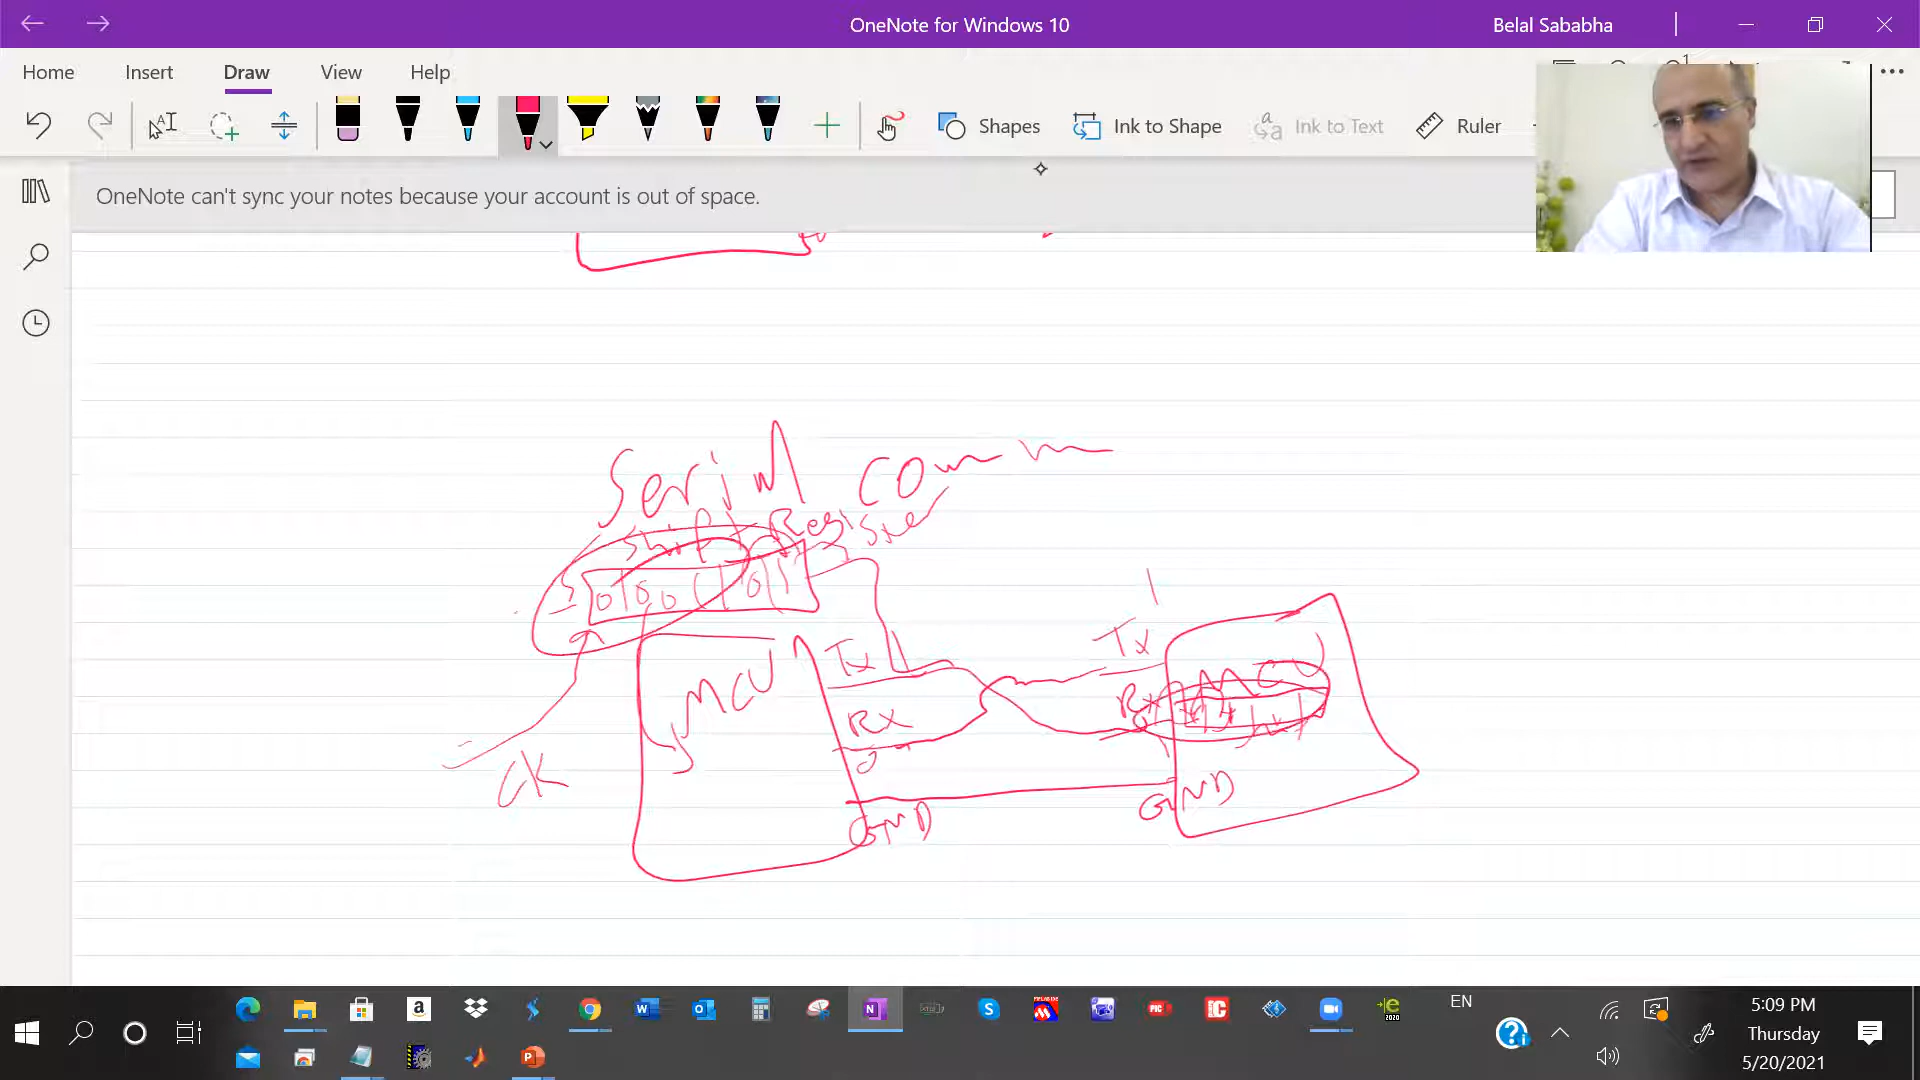 OneNote for Windows 10
Belal Sababha
Home Insert Draw View Help
Shapes Ink to Shape Ink to Text Ruler
OneNote can't sync your notes because your account is out of space.
Serial Comm
Shift Register
Tx
Tx
MCU
MCU
Rx
Rx
CK
GND
GND
EN
5:09 PM
Thursday
5/20/2021